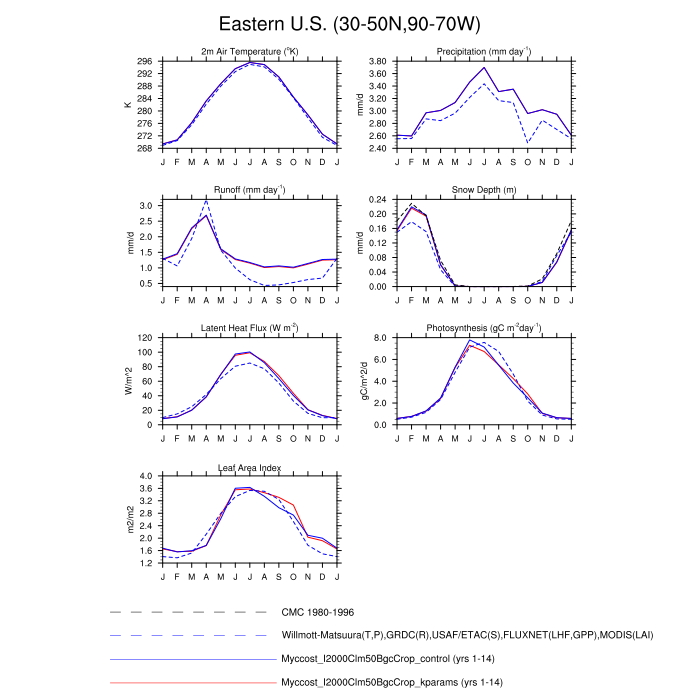 Eastern U.S. (30-50N,90-70W)
2m Air Temperature (°K)
Precipitation (mm day⁻¹)
296
292
288
284
280
276
272
268
K
J F M A M J J A S O N D J
3.80
3.60
3.40
3.20
3.00
2.80
2.60
2.40
mm/d
J F M A M J J A S O N D J
Runoff (mm day⁻¹)
Snow Depth (m)
3.0
2.5
2.0
1.5
1.0
0.5
mm/d
J F M A M J J A S O N D J
0.24
0.20
0.16
0.12
0.08
0.04
0.00
mm/d
J F M A M J J A S O N D J
Latent Heat Flux (W m⁻²)
Photosynthesis (gC m⁻²day⁻¹)
120
100
80
60
40
20
0
W/m^2
J F M A M J J A S O N D J
8.0
6.0
4.0
2.0
0.0
gC/m^2/d
J F M A M J J A S O N D J
Leaf Area Index
4.0
3.6
3.2
2.8
2.4
2.0
1.6
1.2
m2/m2
J F M A M J J A S O N D J
CMC 1980-1996
Willmott-Matsuura(T,P),GRDC(R),USAF/ETAC(S),FLUXNET(LHF,GPP),MODIS(LAI)
Myccost_I2000Clm50BgcCrop_control (yrs 1-14)
Myccost_I2000Clm50BgcCrop_kparams (yrs 1-14)